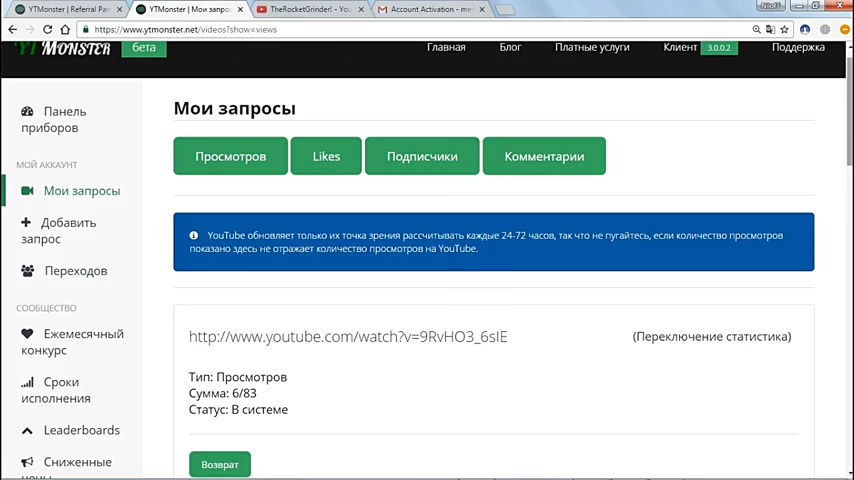 YTMonster | Referral Pan
YTMonster | Мои запрос
TheRocketGrinder! - You
Account Activation - me
NikoFF
https://www.ytmonster.net/videos?show=views
YT MONSTER бета
Главная Блог Платные услуги Клиент 3.0.0.2 Поддержка
Панель
приборов
МОЙ АККАУНТ
Мои запросы
Добавить
запрос
Переходов
СООБЩЕСТВО
Ежемесячный
конкурс
Сроки
исполнения
Leaderboards
Сниженные
цены
Мои запросы
Просмотров Likes Подписчики Комментарии
YouTube обновляет только их точка зрения рассчитывать каждые 24-72 часов, так что не пугайтесь, если количество просмотров
показано здесь не отражает количество просмотров на YouTube.
http://www.youtube.com/watch?v=9RvHO3_6sIE (Переключение статистика)
Тип: Просмотров
Сумма: 6/83
Статус: В системе
Возврат